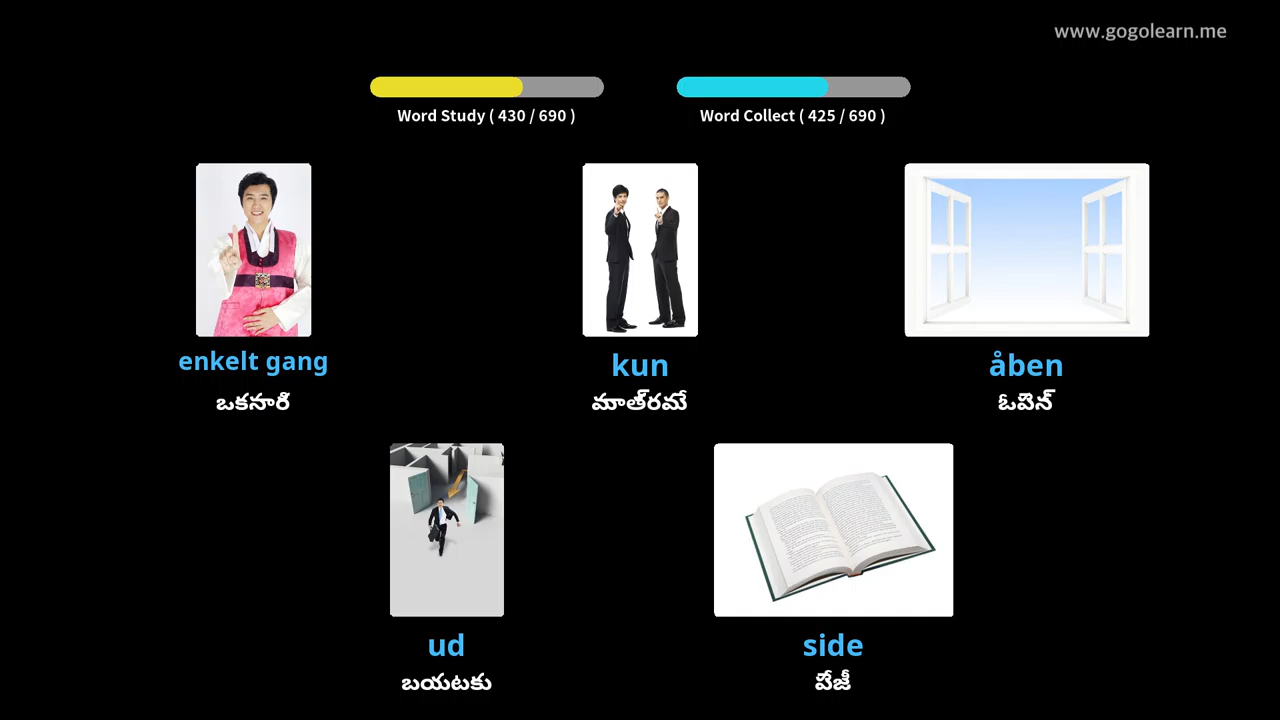 www.gogolearn.me
Word Study ( 430 / 690 )
Word Collect ( 425 / 690 )
enkelt gang
ఒకసారి
kun
మాత్రమే
åben
ఓపెన్
ud
బయటకు
side
పేజీ